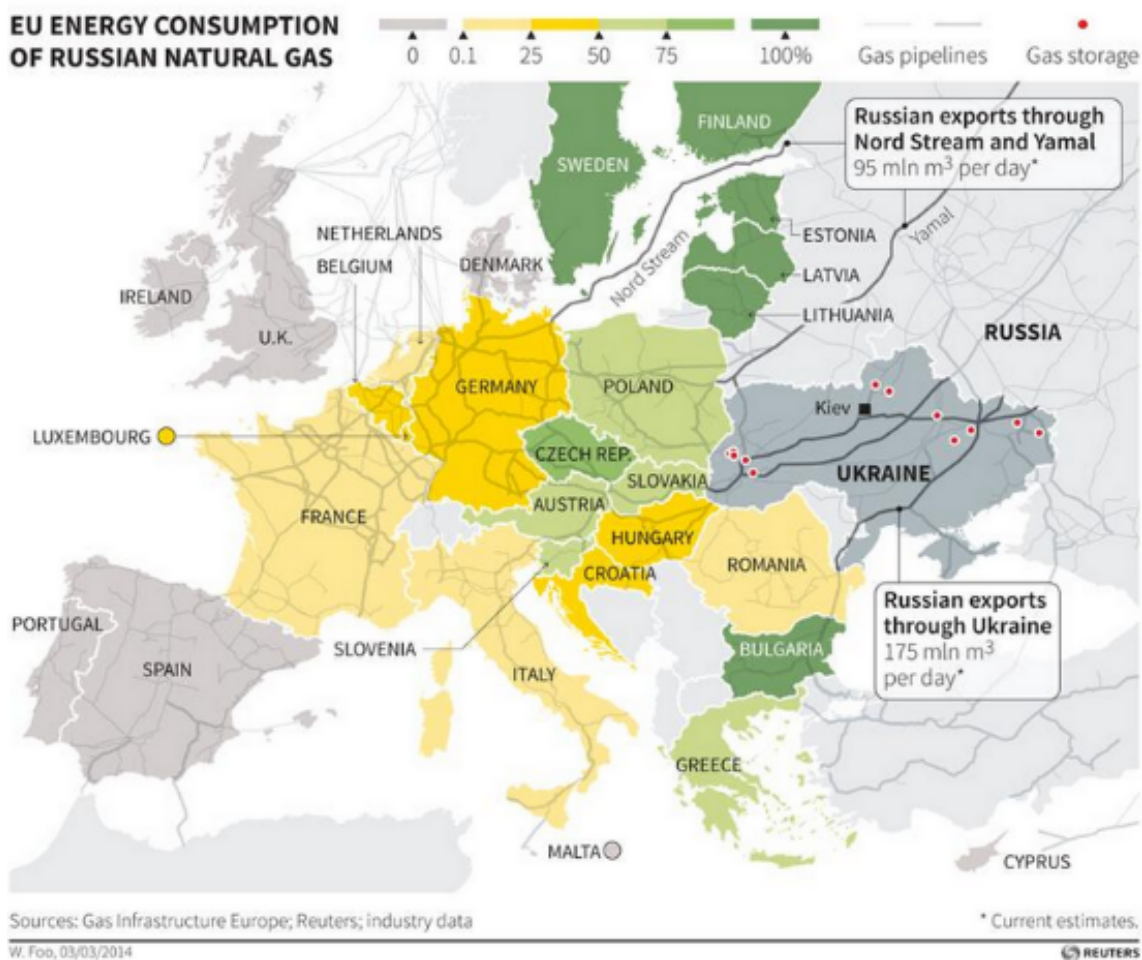 EU ENERGY CONSUMPTION
OF RUSSIAN NATURAL GAS
0 0.1 25 50 75 100%
Gas pipelines
Gas storage
FINLAND
SWEDEN
Russian exports through
Nord Stream and Yamal
95 mln m³ per day*
NETHERLANDS
BELGIUM
DENMARK
Nord Stream
Yamal
ESTONIA
LATVIA
LITHUANIA
IRELAND
U.K.
RUSSIA
GERMANY
POLAND
Kiev
LUXEMBOURG
CZECH REP.
SLOVAKIA
UKRAINE
AUSTRIA
FRANCE
HUNGARY
CROATIA
ROMANIA
Russian exports
through Ukraine
175 mln m³
per day*
PORTUGAL
SPAIN
SLOVENIA
ITALY
BULGARIA
GREECE
MALTA
CYPRUS
Sources: Gas Infrastructure Europe; Reuters; industry data
* Current estimates.
W. Foo, 03/03/2014
REUTERS